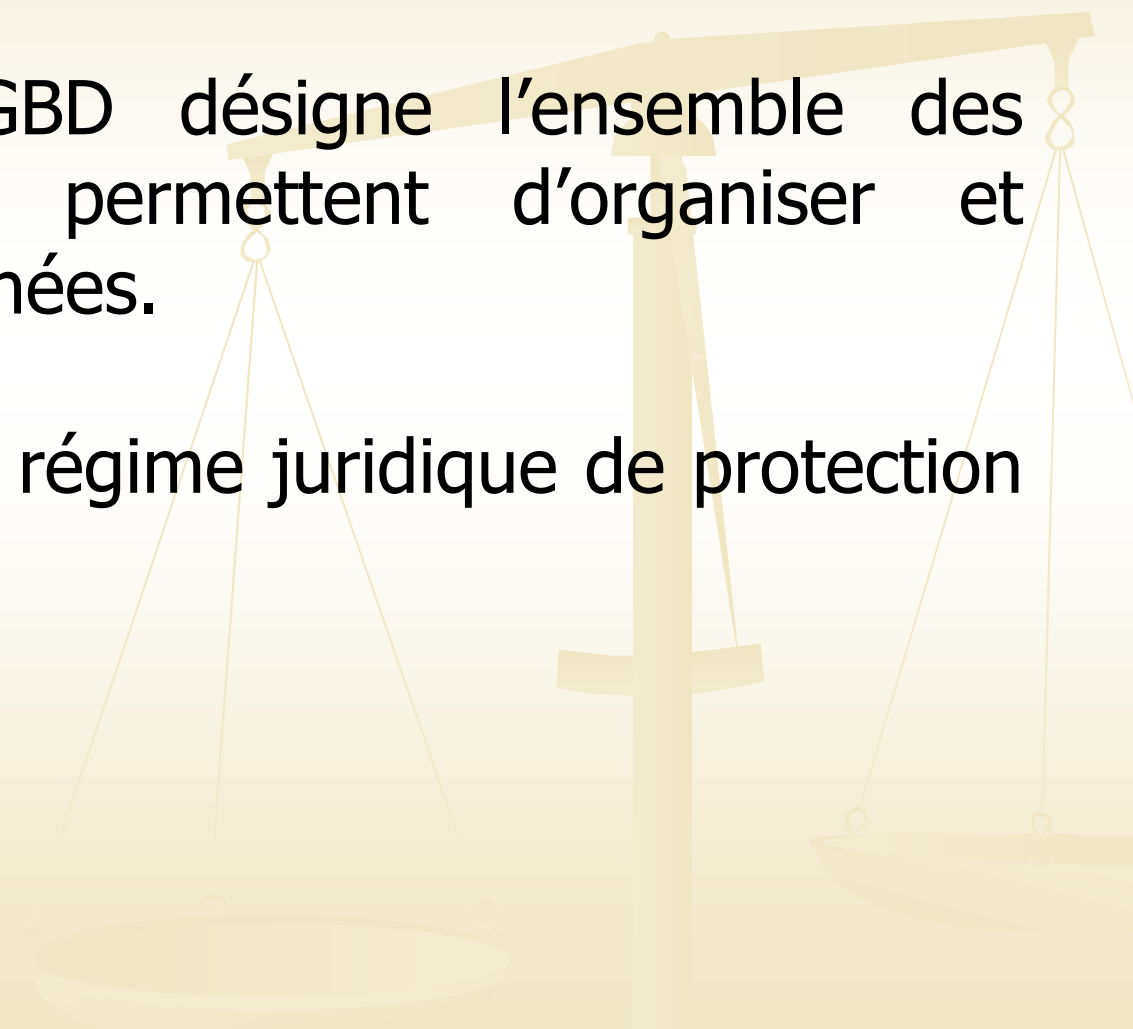 GBD désigne l’ensemble des
permettent d’organiser et
nées.
régime juridique de protection